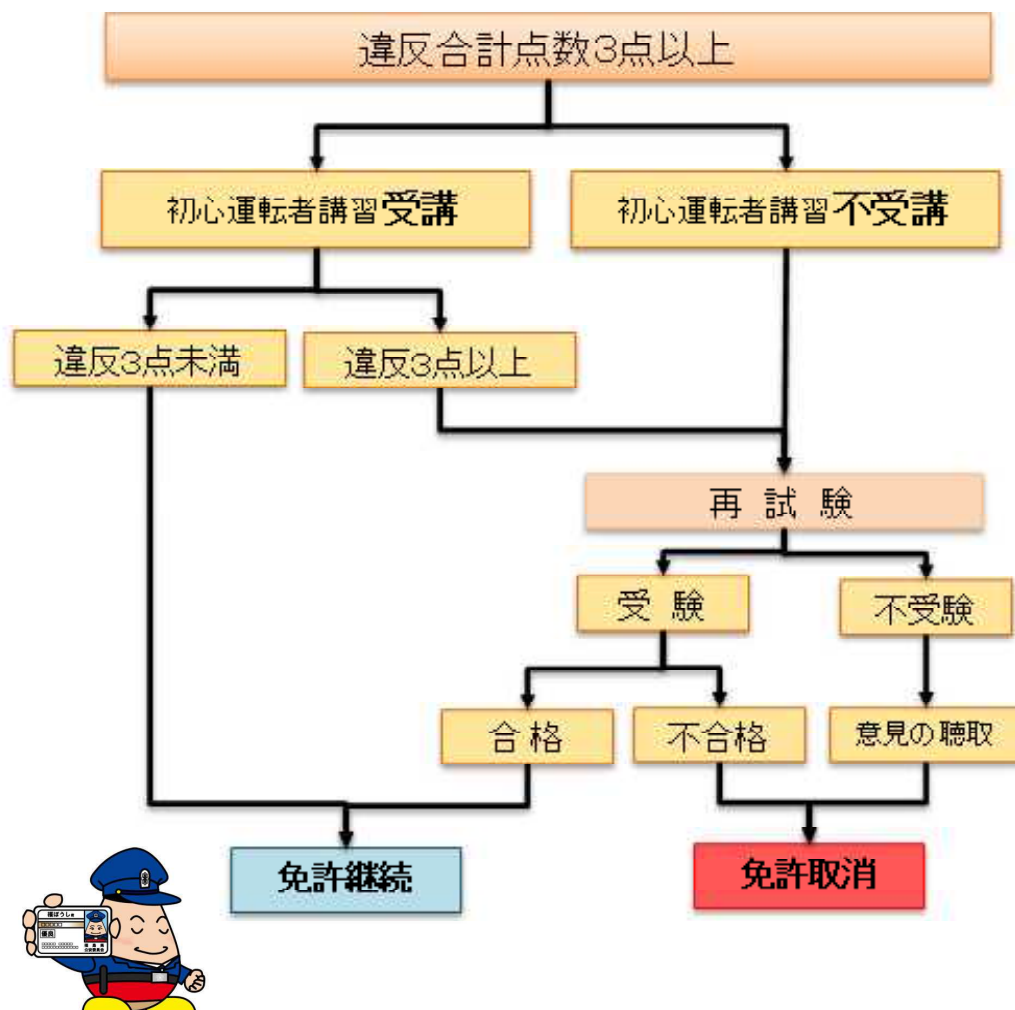 違反合計点数3点以上
初心運転者講習受講
初心運転者講習不受講
違反3点未満
違反3点以上
再試験
受験
不受験
合格
不合格
意見の聴取
免許継続
免許取消
優良